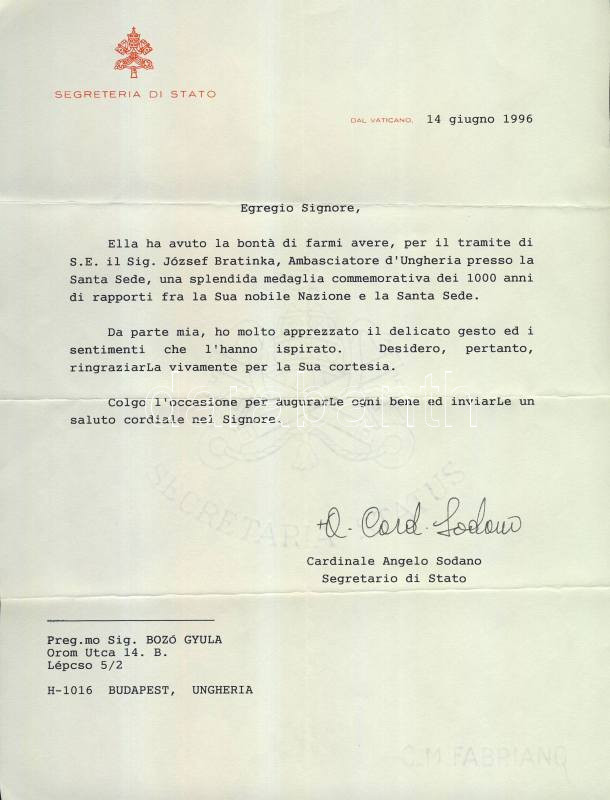 SEGRETERIA DI STATO
DAL VATICANO, 14 giugno 1996
Egregio Signore,
Ella ha avuto la bontà di farmi avere, per il tramite di
S.E. il Sig. József Bratinka, Ambasciatore d'Ungheria presso la
Santa Sede, una splendida medaglia commemorativa dei 1000 anni
di rapporti fra la Sua nobile Nazione e la Santa Sede.
Da parte mia, ho molto apprezzato il delicato gesto ed i
sentimenti che l'hanno ispirato. Desidero, pertanto,
ringraziarLa vivamente per la Sua cortesia.
Colgo l'occasione per augurarLe ogni bene ed inviarLe un
saluto cordiale nel Signore.
darabanth
SECRETARIA STATUS
+A. Card. Sodano
Cardinale Angelo Sodano
Segretario di Stato
Preg.mo Sig. BOZÓ GYULA
Orom Utca 14. B.
Lépcso 5/2
H-1016 BUDAPEST, UNGHERIA
C.M. FABRIANO